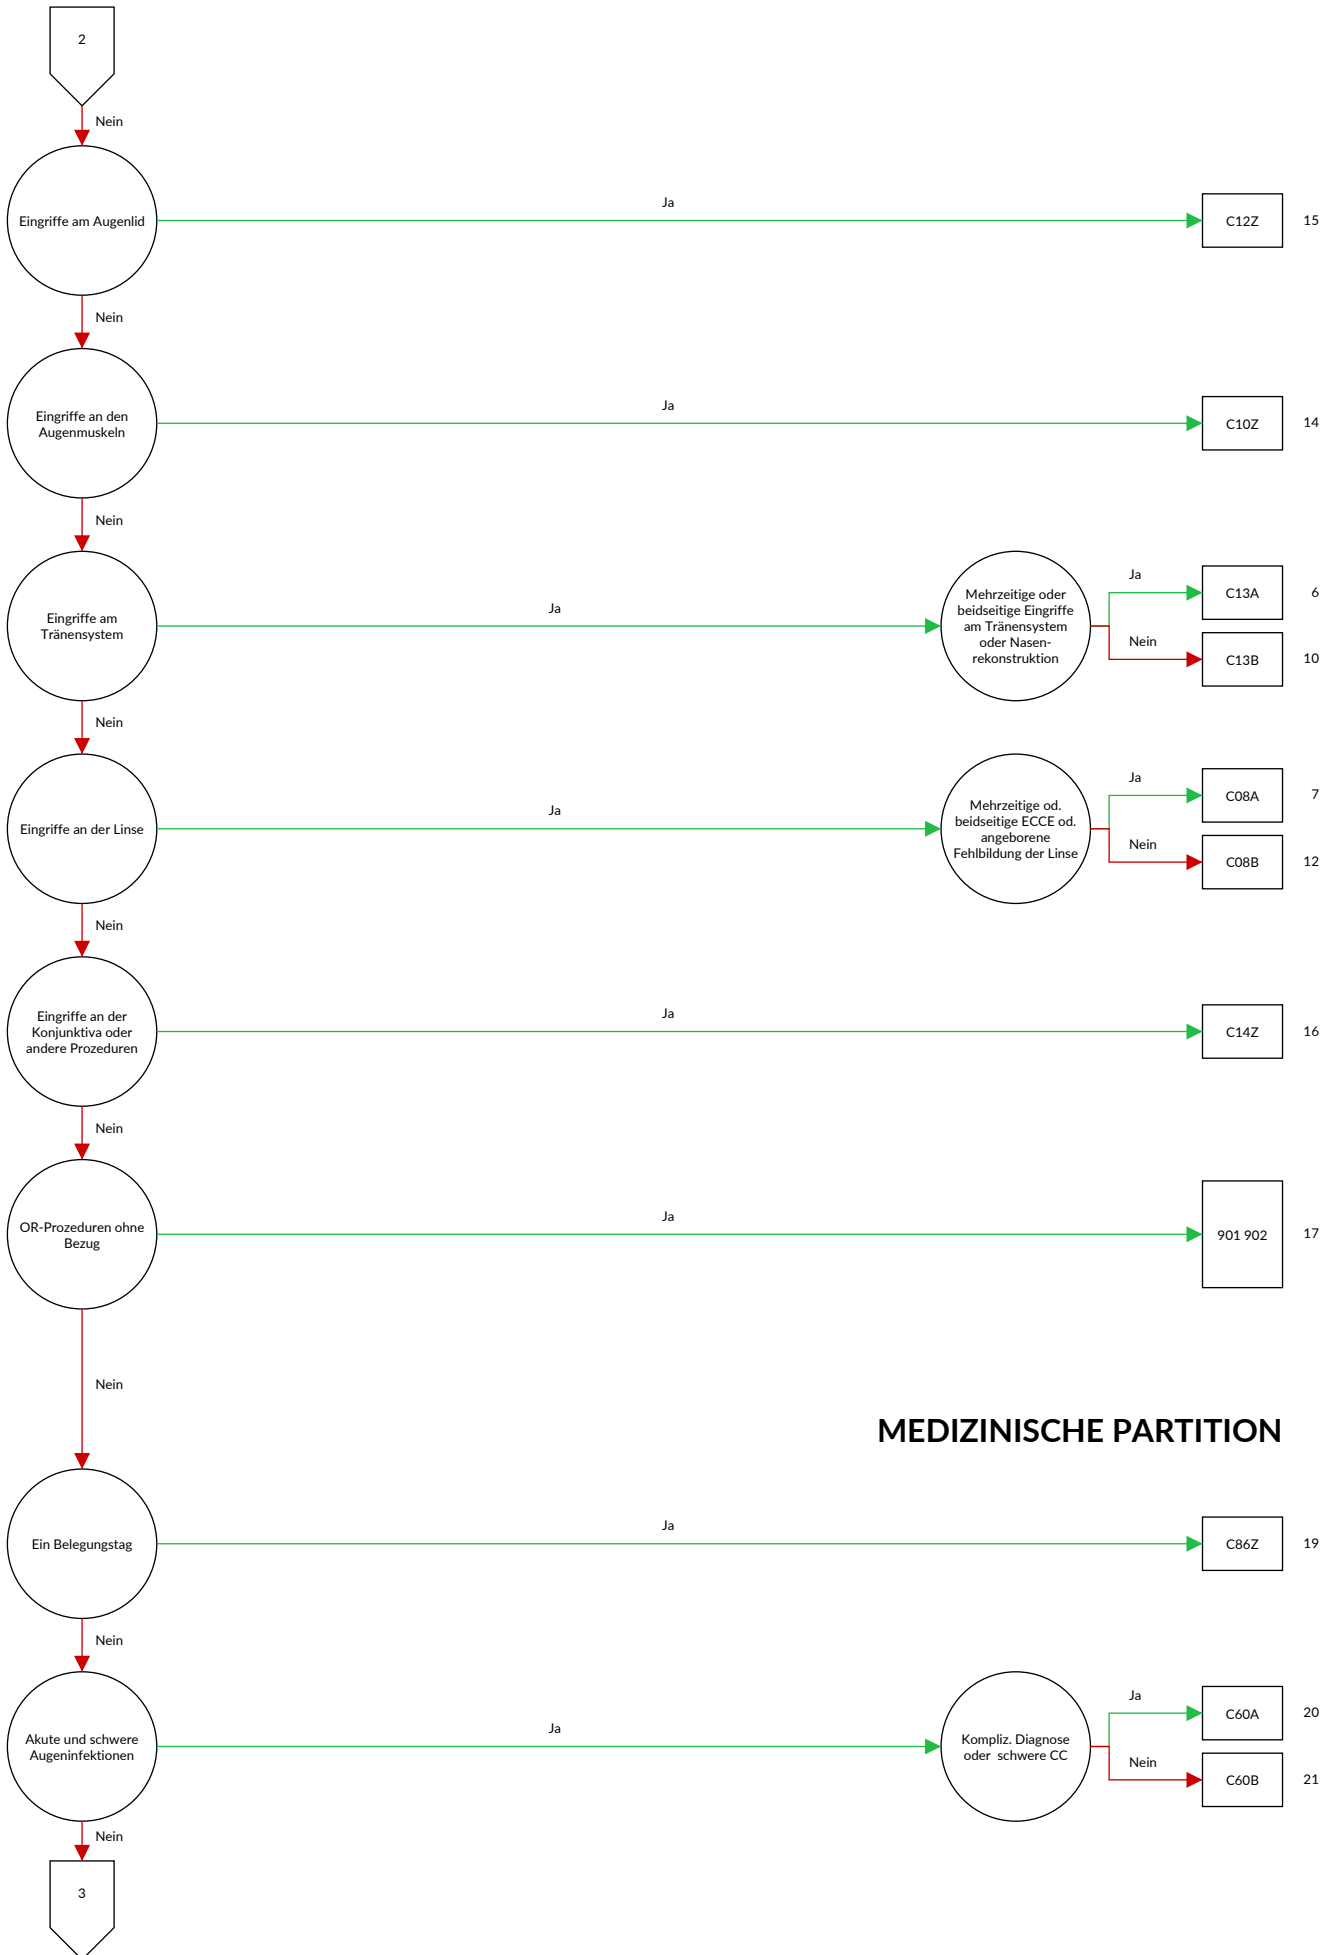 2
Nein
Eingriffe am Augenlid
Ja
C12Z
15
Nein
Eingriffe an den
Augenmuskeln
Ja
C10Z
14
Nein
Eingriffe am
Tränensystem
Ja
Mehrzeitige oder
beidseitige Eingriffe
am Tränensystem
oder Nasen-
rekonstruktion
Ja
C13A
6
Nein
C13B
10
Nein
Eingriffe an der Linse
Ja
Mehrzeitige od.
beidseitige ECCE od.
angeborene
Fehlbildung der Linse
Ja
C08A
7
Nein
C08B
12
Nein
Eingriffe an der
Konjunktiva oder
andere Prozeduren
Ja
C14Z
16
Nein
OR-Prozeduren ohne
Bezug
Ja
901 902
17
Nein
MEDIZINISCHE PARTITION
Ein Belegungstag
Ja
C86Z
19
Nein
Akute und schwere
Augeninfektionen
Ja
Kompliz. Diagnose
oder schwere CC
Ja
C60A
20
Nein
C60B
21
Nein
3